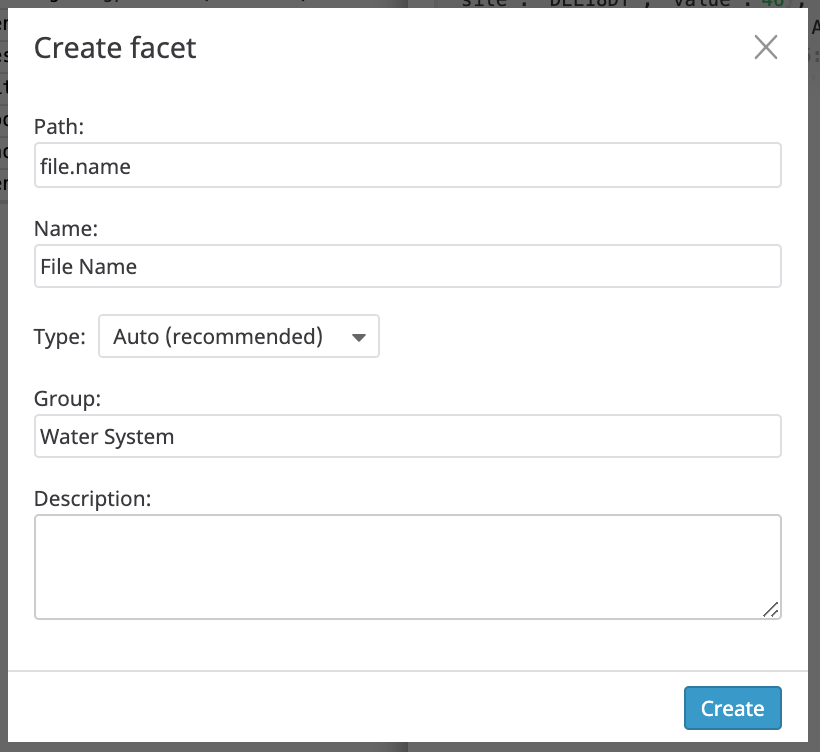 Create facet
Path:
file.name
Name:
File Name
Type: Auto (recommended)
Group:
Water System
Description:
Create